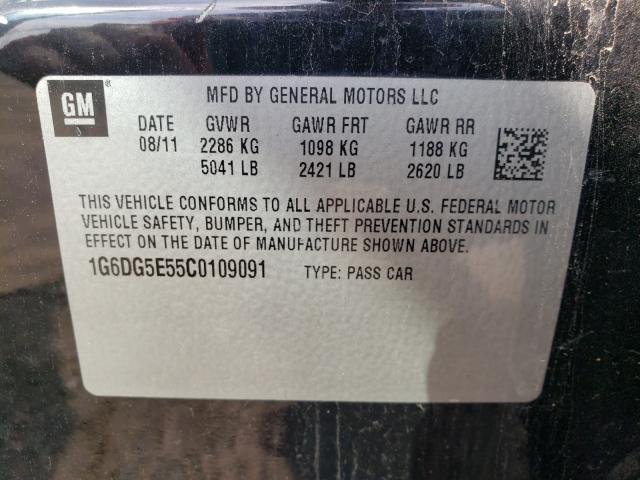 GM
MFD BY GENERAL MOTORS LLC
DATE GVWR GAWR FRT GAWR RR
08/11 2286 KG 1098 KG 1188 KG
5041 LB 2421 LB 2620 LB
THIS VEHICLE CONFORMS TO ALL APPLICABLE U.S. FEDERAL MOTOR
VEHICLE SAFETY, BUMPER, AND THEFT PREVENTION STANDARDS IN
EFFECT ON THE DATE OF MANUFACTURE SHOWN ABOVE.
1G6DG5E55C0109091 TYPE: PASS CAR